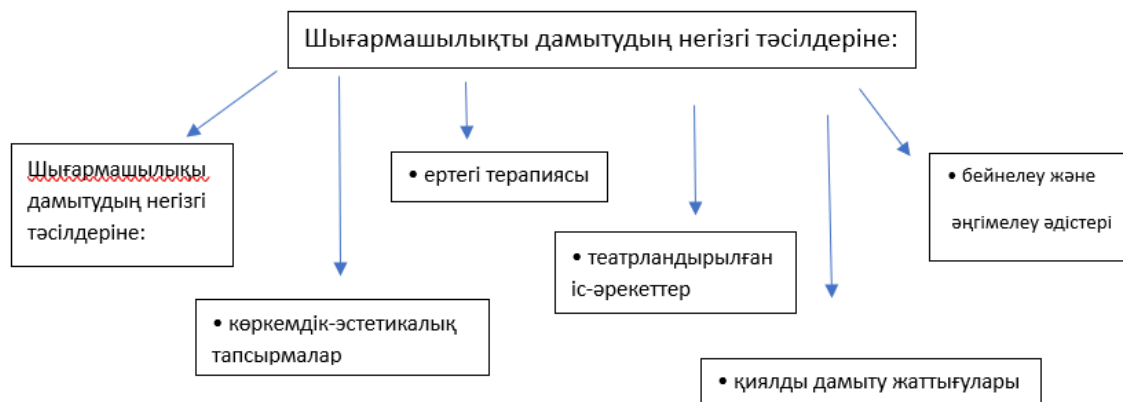 Шығармашылықты дамытудың негізгі тәсілдеріне:
Шығармашылықы
дамытудың негізгі
тәсілдеріне:
• ертегі терапиясы
• бейнелеу және
әңгімелеу әдістері
• театрландырылған
іс-әрекеттер
• көркемдік-эстетикалық
тапсырмалар
• қиялды дамыту жаттығулары